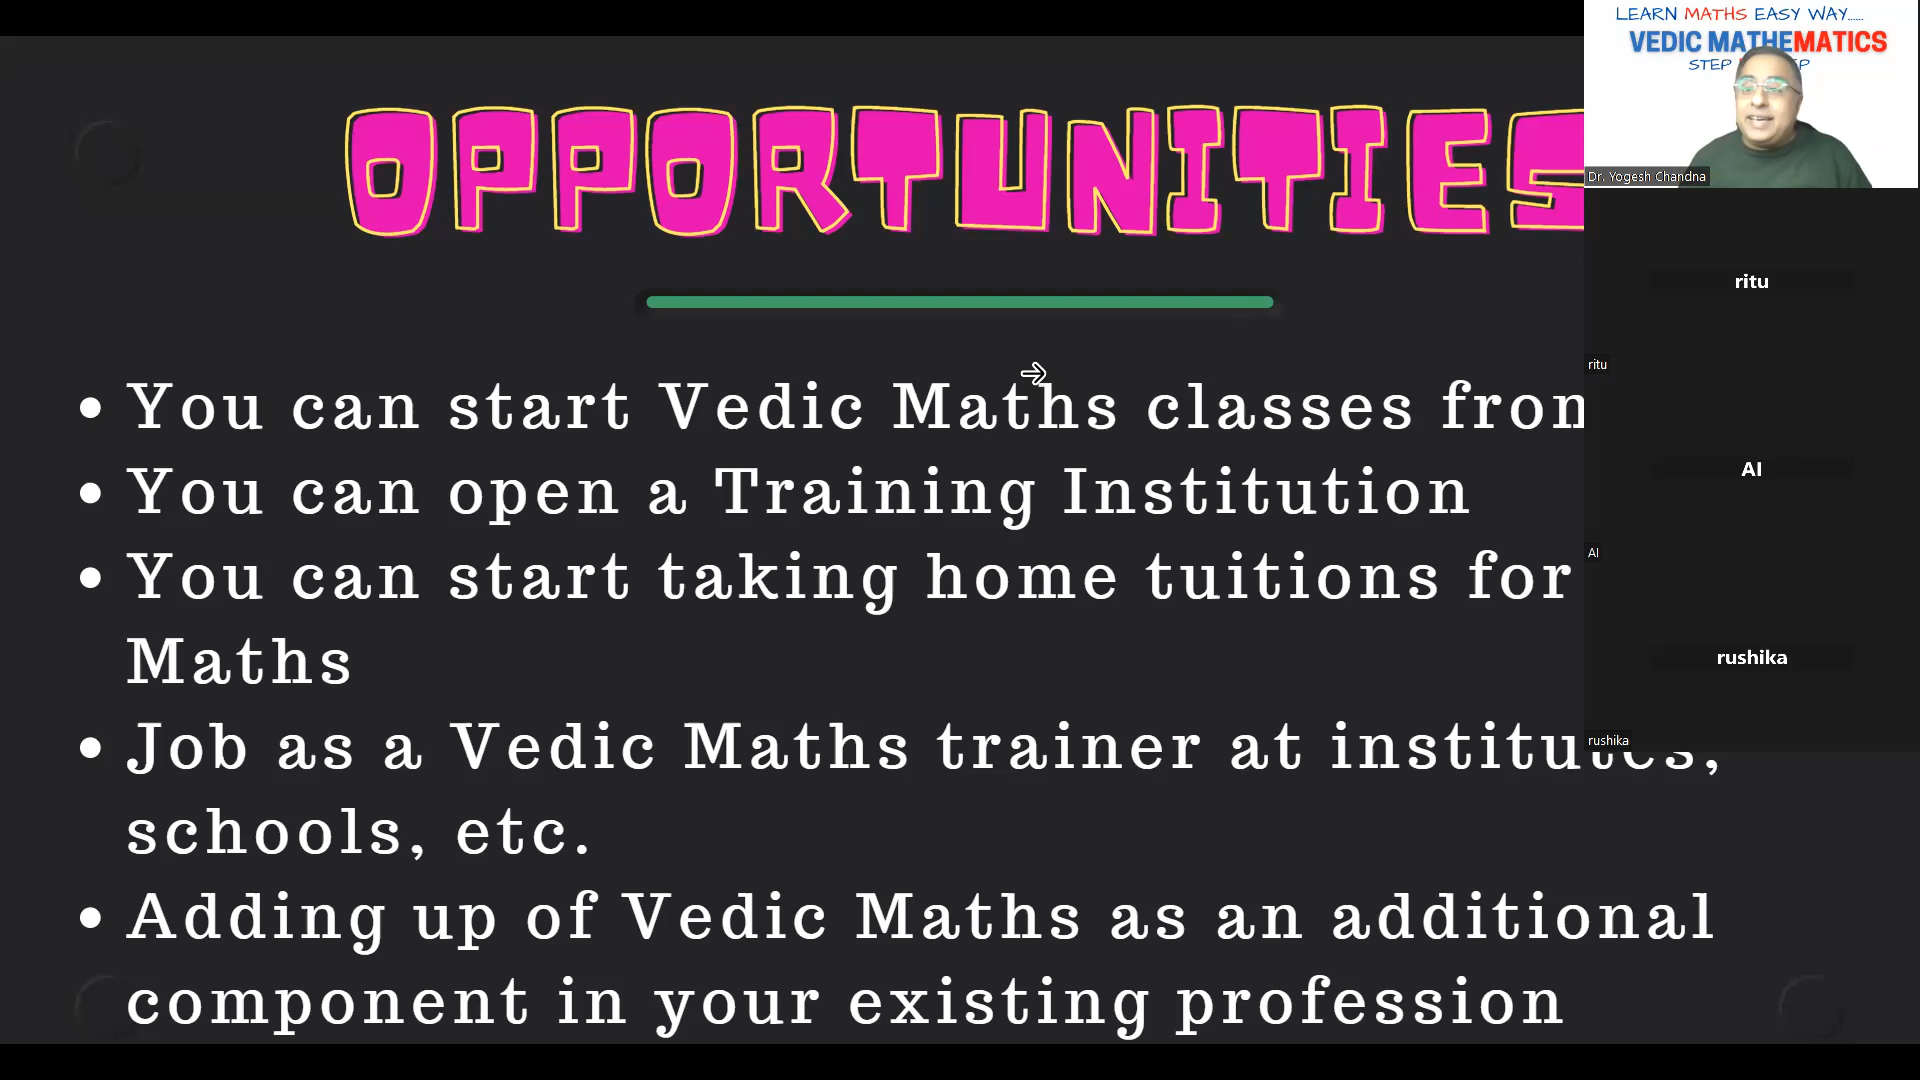 OPPORTUNITIES
You can start Vedic Maths classes
You can open a Training Institution
You can start taking home tuitions for
Maths
Job as a Vedic Maths trainer at institutes,
schools, etc.
Adding up of Vedic Maths as an additional
component in your existing profession
LEARN MATHS EASY WAY......
VEDIC MATHEMATICS
STEP
Dr. Yogesh Chandna
ritu
ritu
AI
AI
rushika
rushika